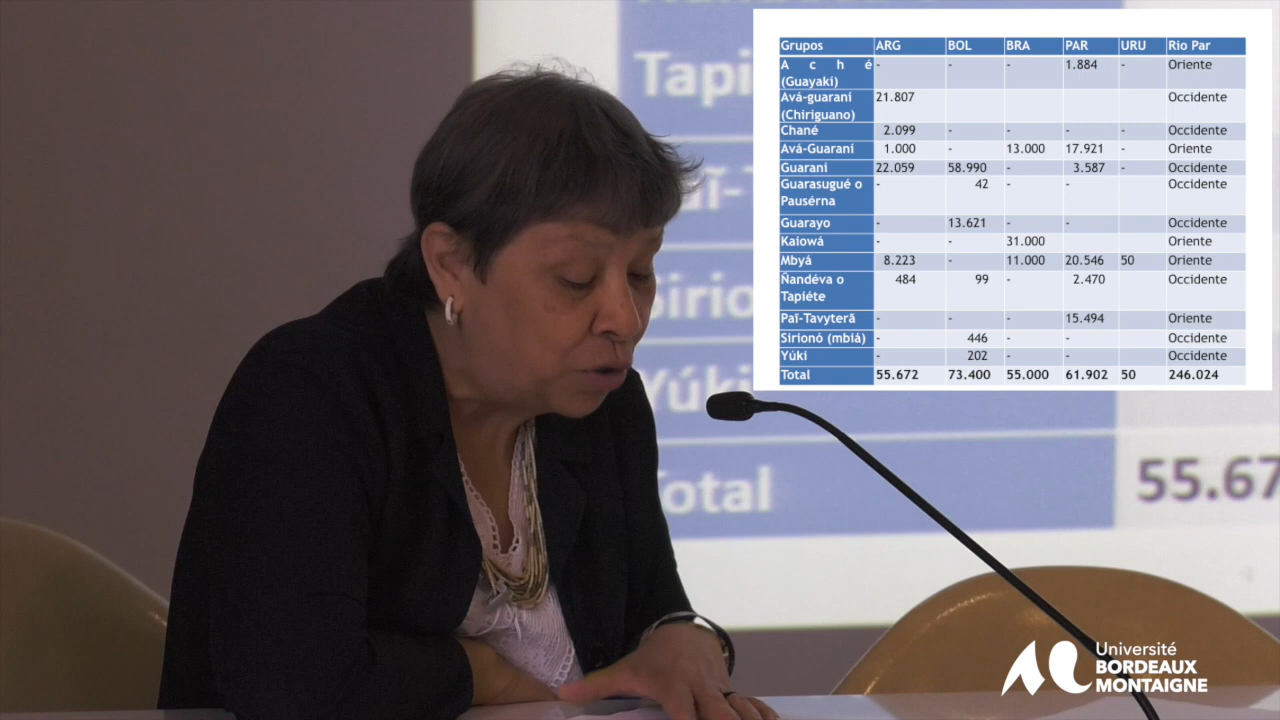 Grupos ARG BOL BRA PAR URU Rio Par
A c h é - - - 1.884 - Oriente
(Guayaki)
Avá-guaraní 21.807 Occidente
(Chiriguano)
Chané 2.099 - - - - Occidente
Avá-Guaraní 1.000 - 13.000 17.921 - Oriente
Guaraní 22.059 58.990 - 3.587 - Occidente
Guarasugué o - 42 - - Occidente
Pausérna
Guarayo - 13.621 - - Occidente
Kaiowá - - 31.000 Oriente
Mbyá 8.223 - 11.000 20.546 50 Oriente
Ñandéva o 484 99 - 2.470 Occidente
Tapiéte
Paĩ-Tavyterã - - - 15.494 Oriente
Sirionó (mbiá) - 446 - - Occidente
Yúki - 202 - - Occidente
Total 55.672 73.400 55.000 61.902 50 246.024
Tapi
Sirio
Yúki
Total 55.67
Université
BORDEAUX
MONTAIGNE